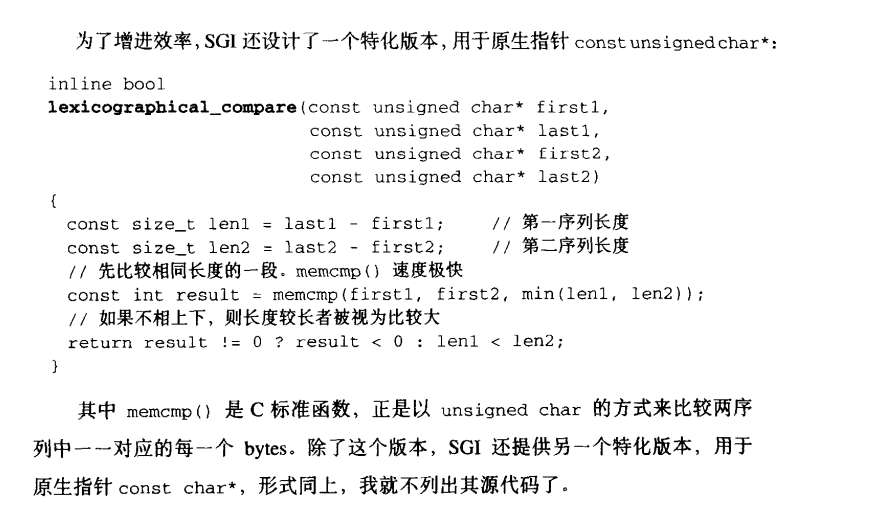 为了增进效率，SGI 还设计了一个特化版本，用于原生指针 constunsignedchar*：
inline bool
lexicographical_compare(const unsigned char* first1,
const unsigned char* last1,
const unsigned char* first2,
const unsigned char* last2)
{
const size_t len1 = last1 - first1; // 第一序列长度
const size_t len2 = last2 - first2; // 第二序列长度
// 先比较相同长度的一段。memcmp() 速度极快
const int result = memcmp(first1, first2, min(len1, len2));
// 如果不相上下，则长度较长者被视为比较大
return result != 0 ? result < 0 : len1 < len2;
}
其中 memcmp() 是 C 标准函数，正是以 unsigned char 的方式来比较两序
列中一一对应的每一个 bytes。除了这个版本，SGI 还提供另一个特化版本，用于
原生指针 const char*，形式同上，我就不列出其源代码了。